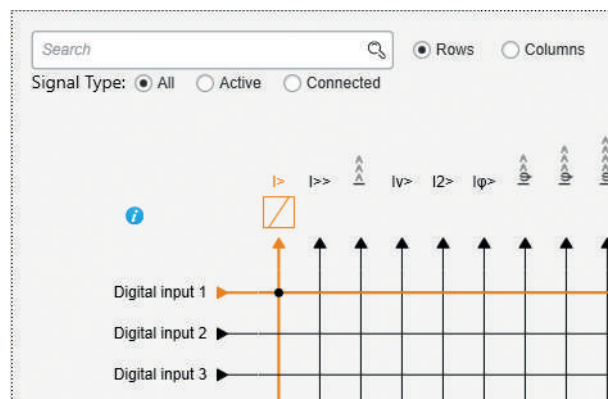 Search
Rows Columns
Signal Type: All Active Connected
I> I>> I>>> Iv> I2> Iφ>
i
Digital input 1
Digital input 2
Digital input 3